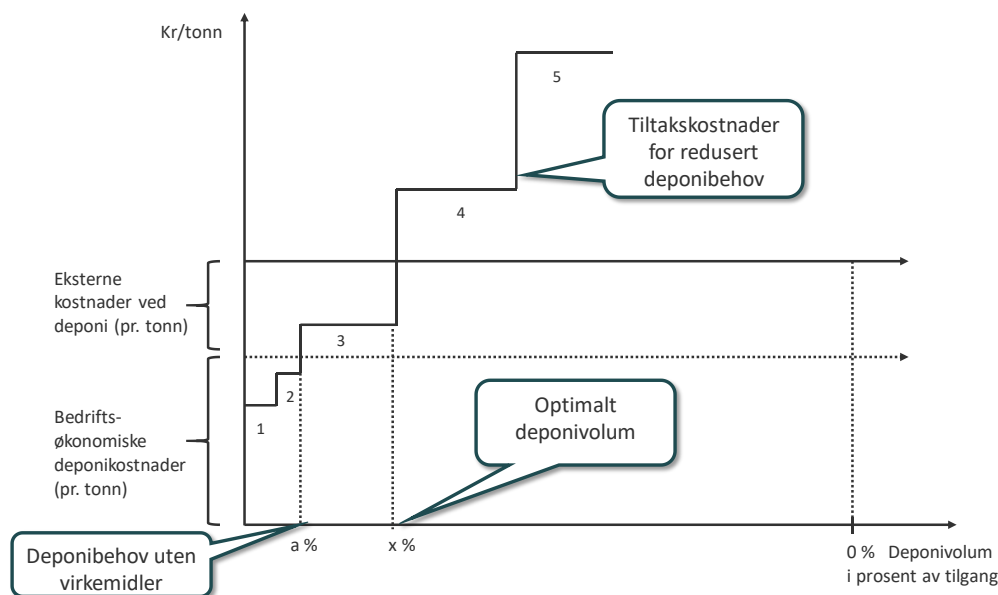 Kr/tonn
5
Tiltakskostnader
for redusert
deponibehov
4
Eksterne
kostnader ved
deponi (pr. tonn)
3
2
1
Optimalt
deponivolum
Bedrifts-
økonomiske
deponikostnader
(pr. tonn)
Deponibehov uten
virkemidler
a %
x %
0 % Deponivolum
i prosent av tilgang